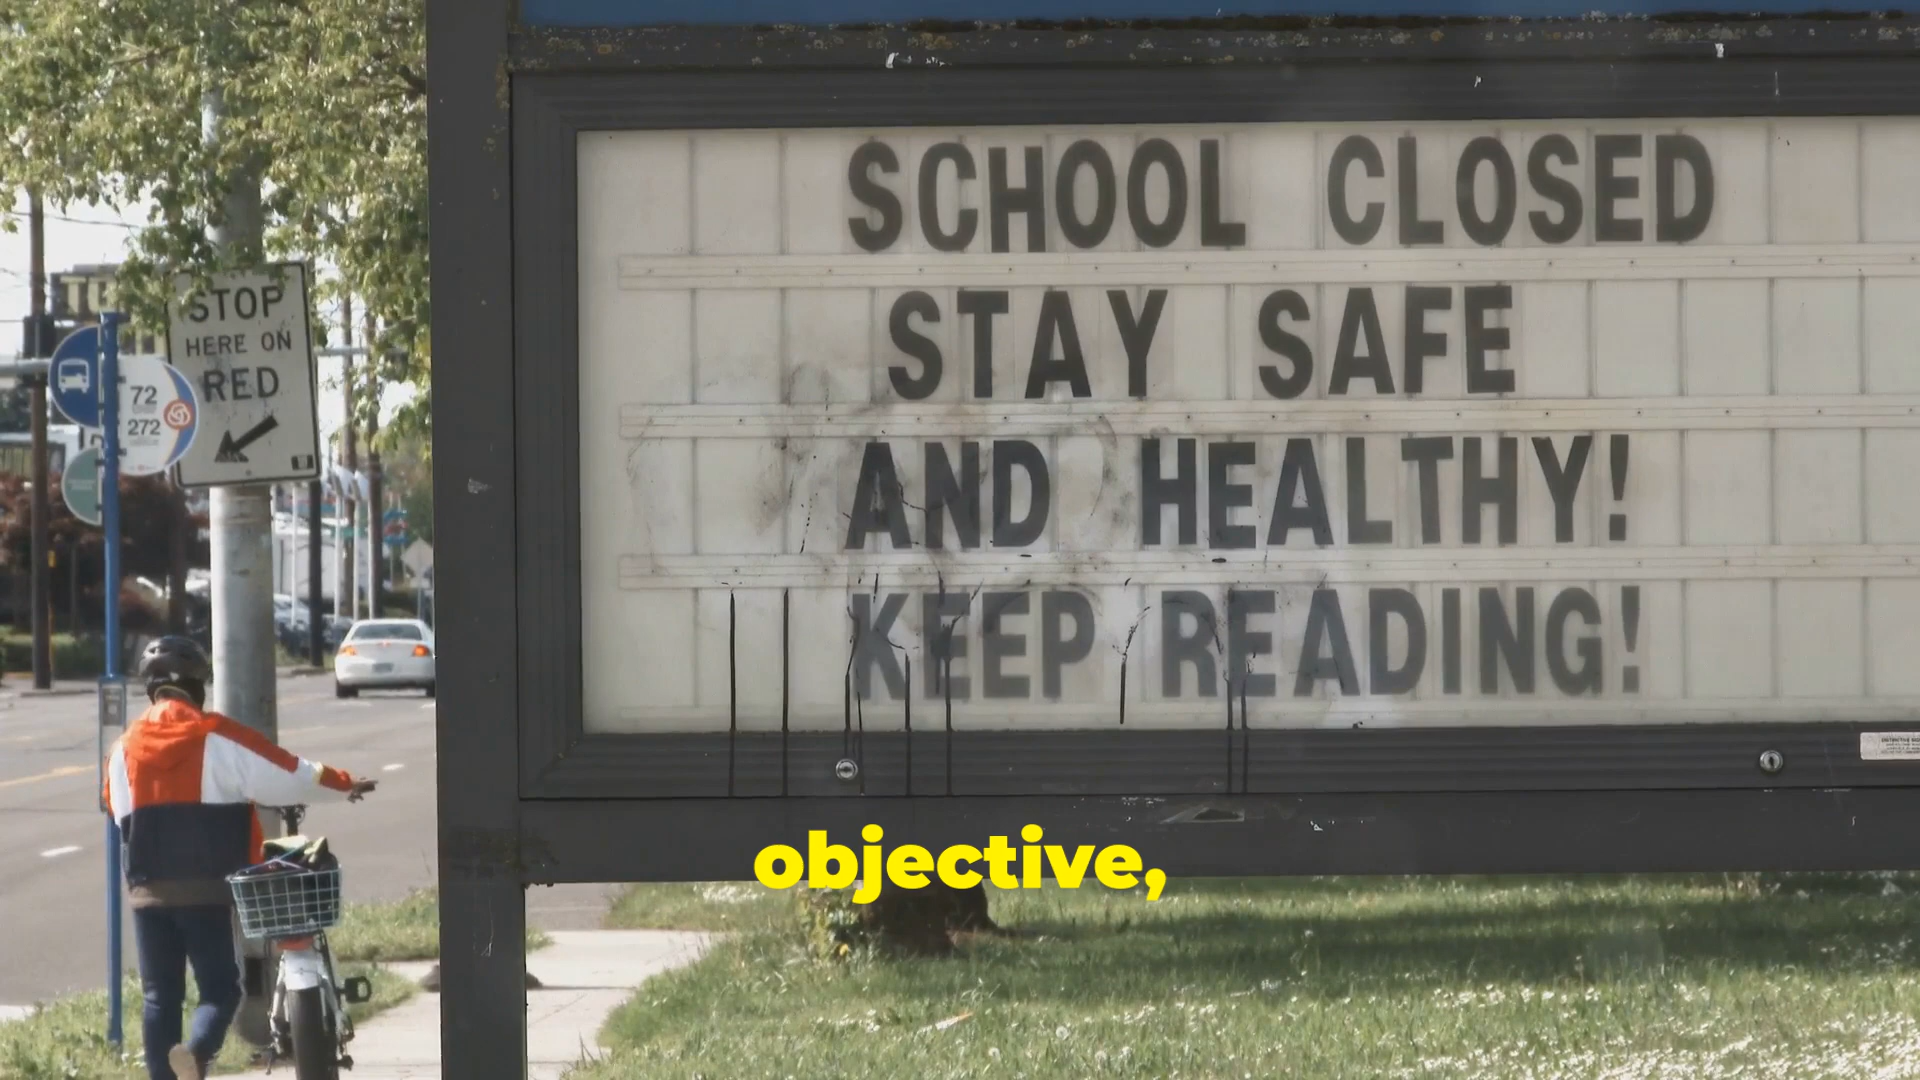 SCHOOL CLOSED
STAY SAFE
AND HEALTHY!
KEEP READING!
STOP
HERE ON
RED
72
272
objective,